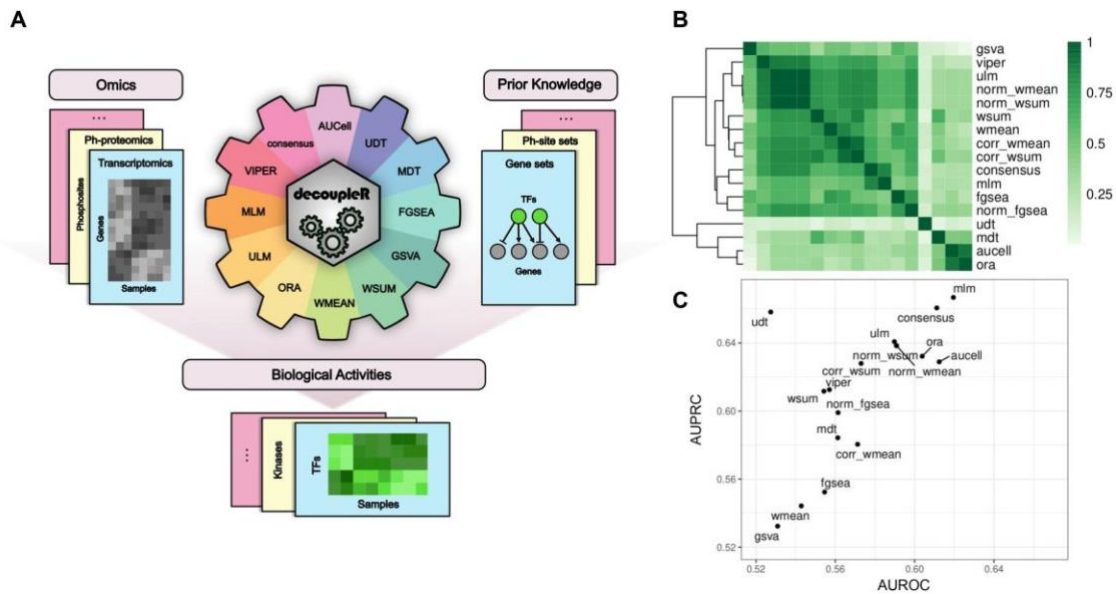 A
Omics
...
Ph-proteomics
Phosphosites
Transcriptomics
Genes
Samples
AUCell
UDT
MDT
FGSEA
GSVA
WSUM
WMEAN
ORA
ULM
MLM
VIPER
consensus
decoupleR
Prior Knowledge
...
Ph-site sets
Gene sets
TFs
Genes
Biological Activities
...
Kinases
TFs
Samples
B
gsva
viper
ulm
norm_wmean
norm_wsum
wsum
wmean
corr_wmean
corr_wsum
consensus
mlm
fgsea
norm_fgsea
udt
mdt
aucell
ora
1
0.75
0.5
0.25
C
mlm
consensus
udt
ulm
ora
norm_wsum
aucell
corr_wsum
norm_wmean
viper
wsum
norm_fgsea
mdt
corr_wmean
fgsea
wmean
gsva
0.64
0.60
0.56
0.52
AUPRC
0.52
0.56
0.60
0.64
AUROC